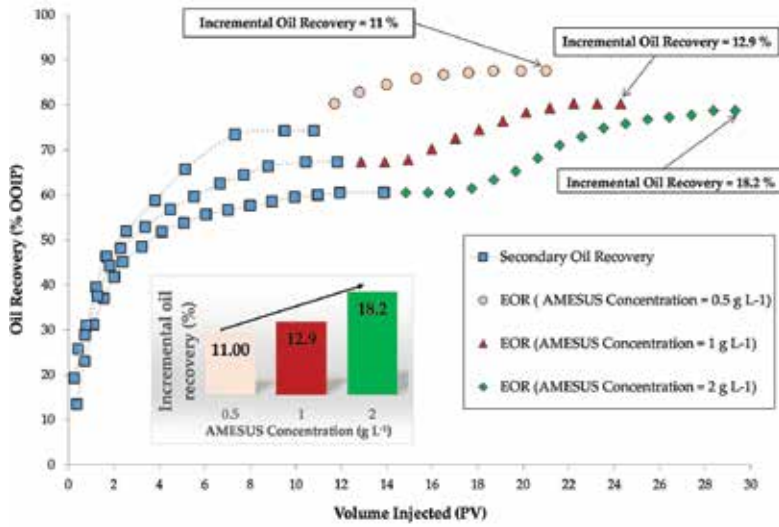 Incremental Oil Recovery = 11 %
Incremental Oil Recovery = 12.9 %
Incremental Oil Recovery = 18.2 %
Oil Recovery (% OOIP)
100
90
80
70
60
50
40
30
20
10
0
Secondary Oil Recovery
EOR ( AMESUS Concentration = 0.5 g L-1)
EOR (AMESUS Concentration = 1 g L-1)
EOR (AMESUS Concentration = 2 g L-1)
Incremental oil
recovery (%)
11.00
12.9
18.2
0.5 1 2
AMESUS Concentration (g L⁻¹)
0 2 4 6 8 10 12 14 16 18 20 22 24 26 28 30
Volume Injected (PV)